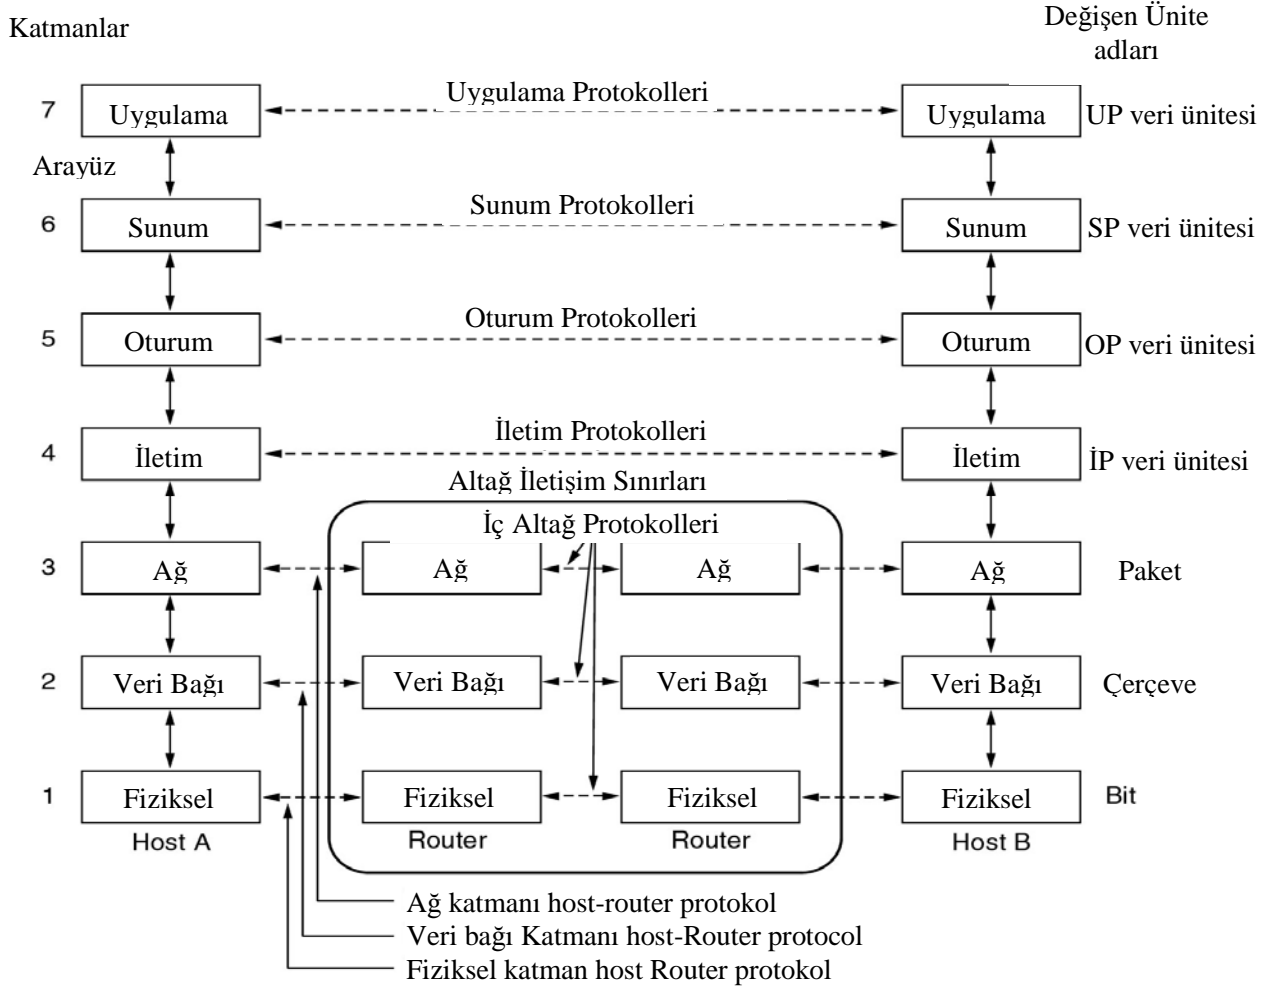 Katmanlar
Değişen Ünite
adları
7
Uygulama
Uygulama Protokolleri
Uygulama
UP veri ünitesi
Arayüz
6
Sunum
Sunum Protokolleri
Sunum
SP veri ünitesi
5
Oturum
Oturum Protokolleri
Oturum
OP veri ünitesi
4
İletim
İletim Protokolleri
İletim
İP veri ünitesi
Altağ İletişim Sınırları
İç Altağ Protokolleri
3
Ağ
Ağ
Ağ
Ağ
Paket
2
Veri Bağı
Veri Bağı
Veri Bağı
Veri Bağı
Çerçeve
1
Fiziksel
Fiziksel
Fiziksel
Fiziksel
Bit
Host A
Router
Router
Host B
Ağ katmanı host-router protokol
Veri bağı Katmanı host-Router protocol
Fiziksel katman host Router protokol